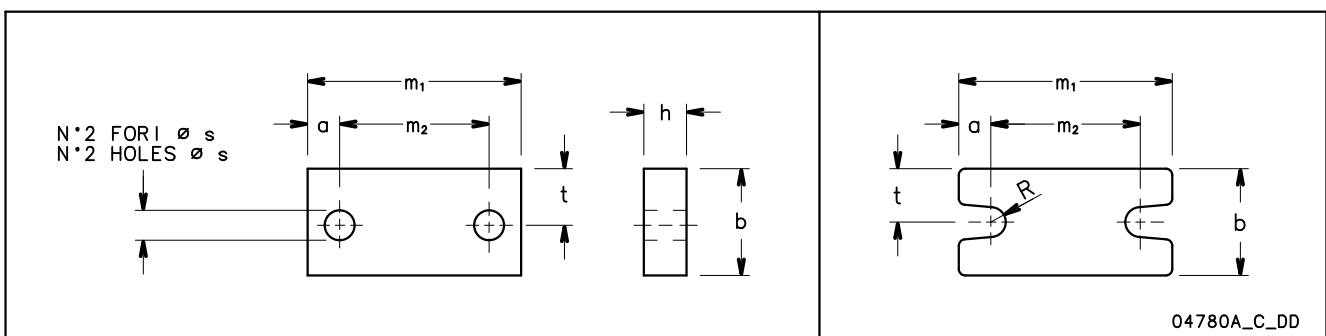 N°2 FORI ø s
N°2 HOLES ø s
m₁
a
m₂
t
h
b
m₁
a
m₂
t
R
b
04780A_C_DD